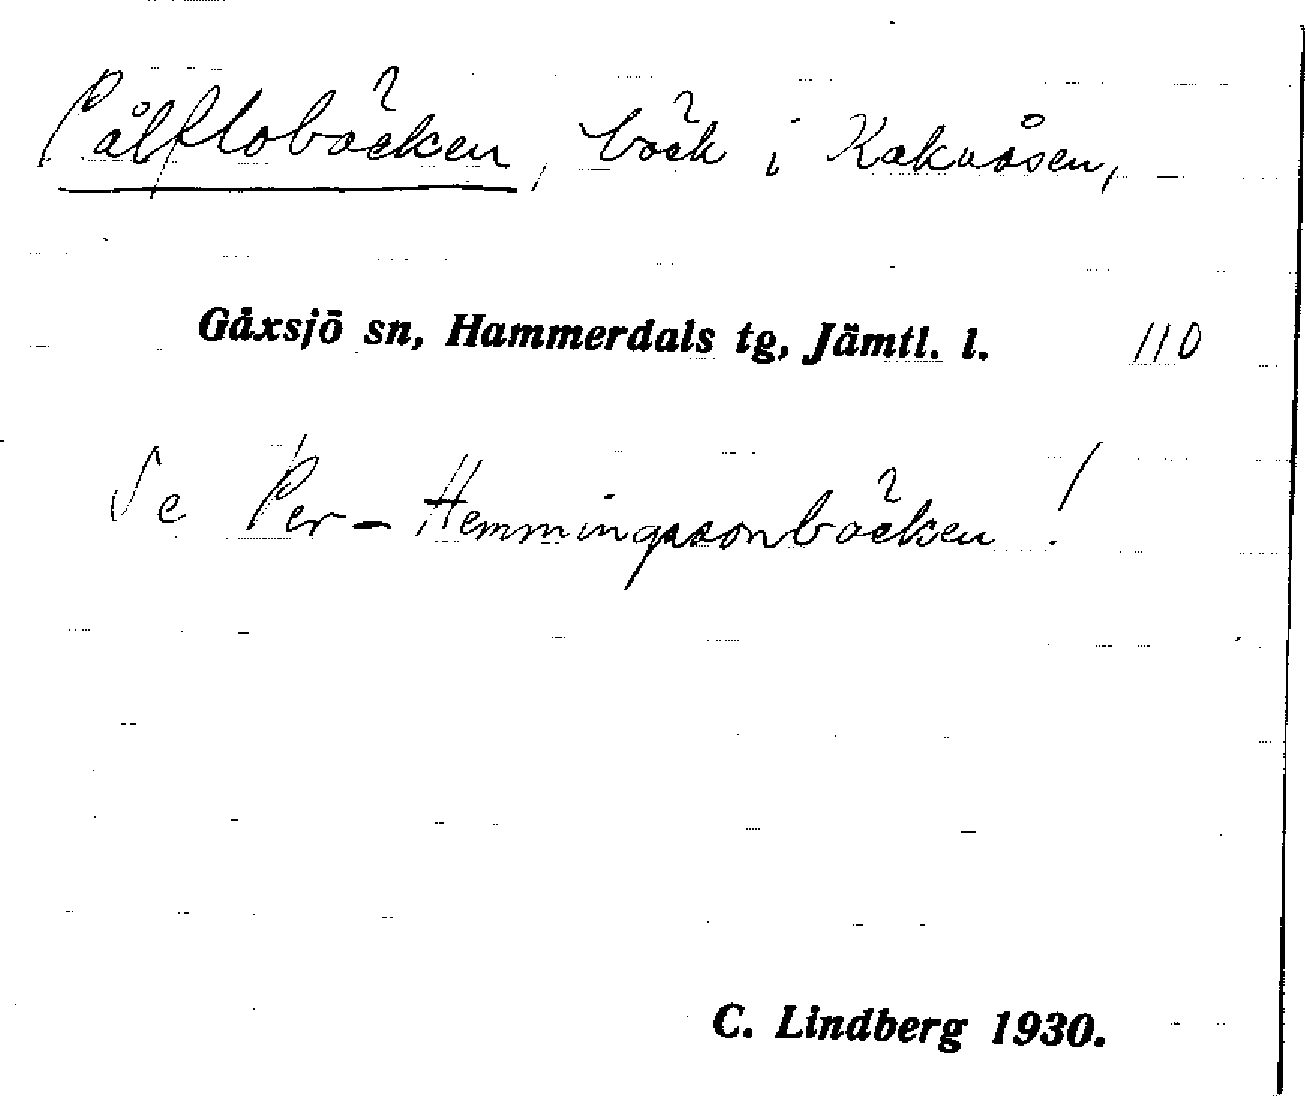 Pålflobäcken, bäck i Kakuåsen,
Gåxsjö sn, Hammerdals tg, Jämtl. l. 110
Se Per-Hemmingssonbäcken!
C. Lindberg 1930.